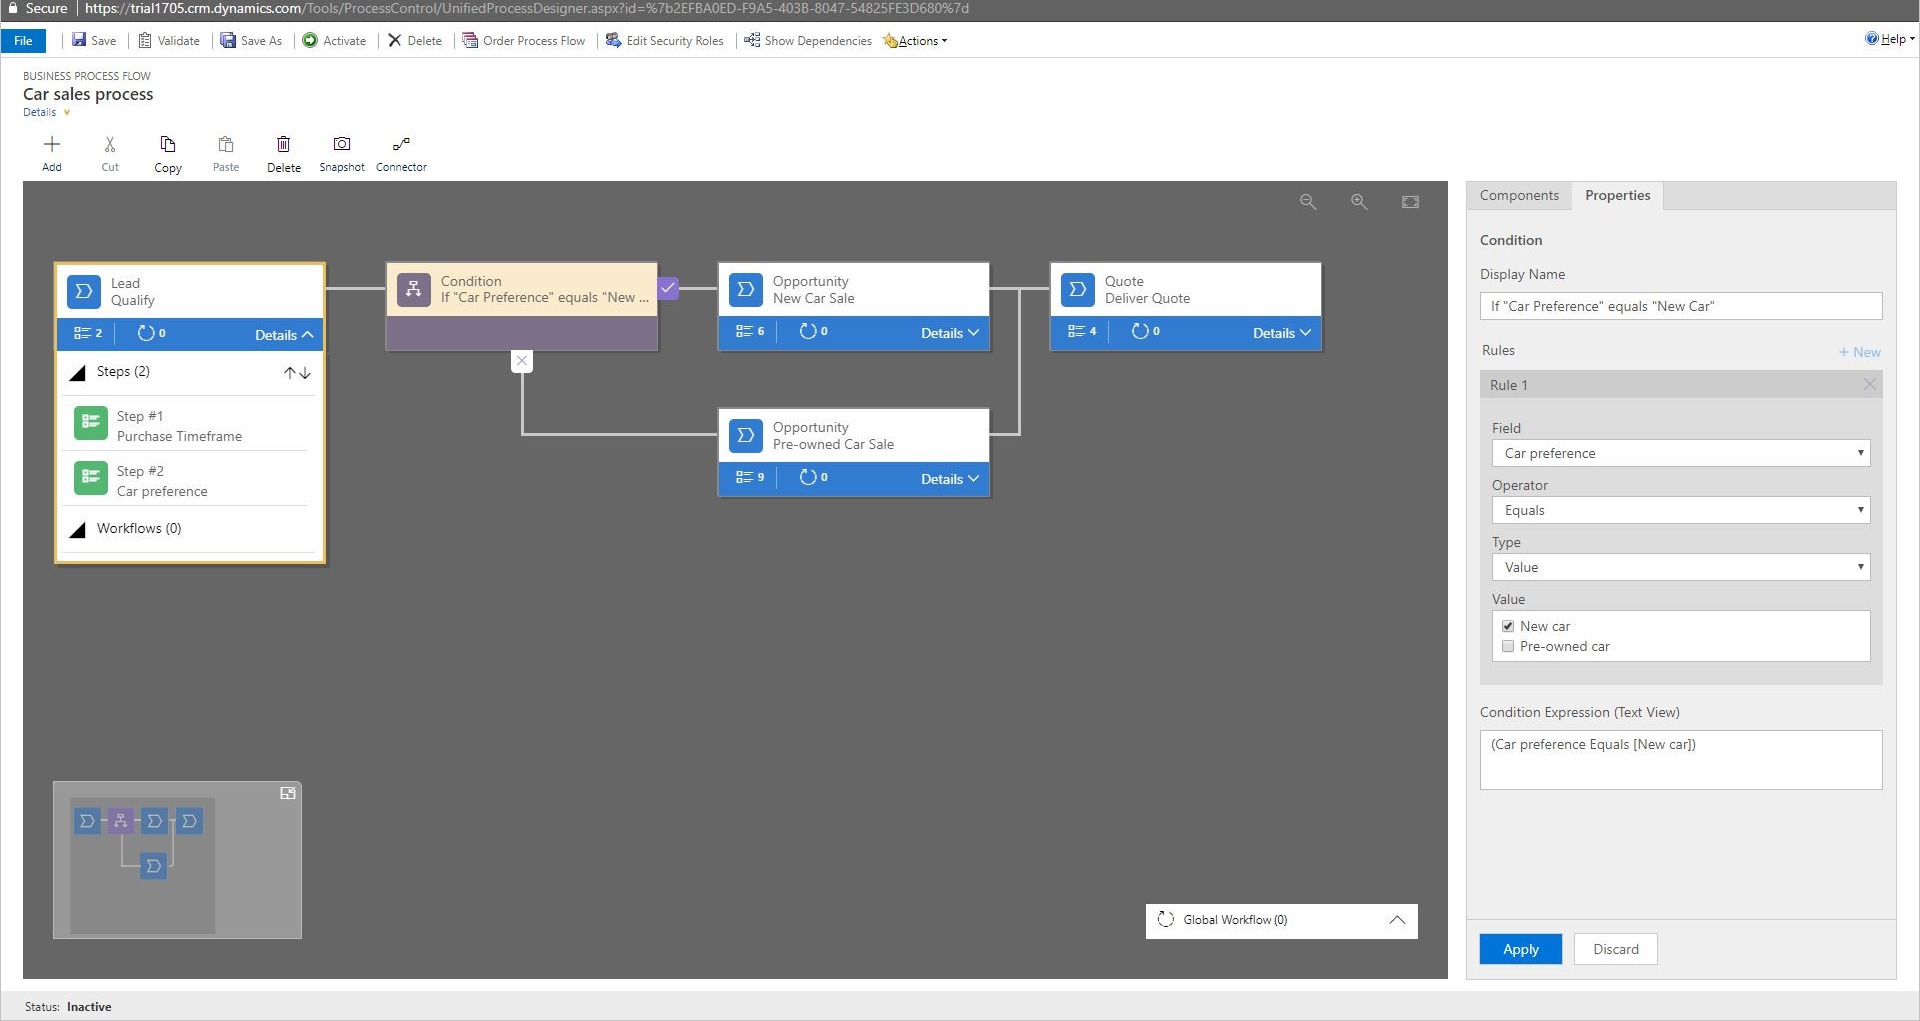 Secure | https://trial1705.crm.dynamics.com/Tools/ProcessControl/UnifiedProcessDesigner.aspx?id=%7b2EFBA0ED-F9A5-403B-8047-54825FE3D680%7d
File
Save
Validate
Save As
Activate
Delete
Order Process Flow
Edit Security Roles
Show Dependencies
Actions
Help
BUSINESS PROCESS FLOW
Car sales process
Details
Add
Cut
Copy
Paste
Delete
Snapshot
Connector
Lead
Qualify
2
0
Details
Steps (2)
Step #1
Purchase Timeframe
Step #2
Car preference
Workflows (0)
Condition
If "Car Preference" equals "New ...
Opportunity
New Car Sale
6
0
Details
Quote
Deliver Quote
4
0
Details
Opportunity
Pre-owned Car Sale
9
0
Details
Global Workflow (0)
Components
Properties
Condition
Display Name
If "Car Preference" equals "New Car"
Rules
+ New
Rule 1
Field
Car preference
Operator
Equals
Type
Value
Value
New car
Pre-owned car
Condition Expression (Text View)
(Car preference Equals [New car])
Apply
Discard
Status: Inactive